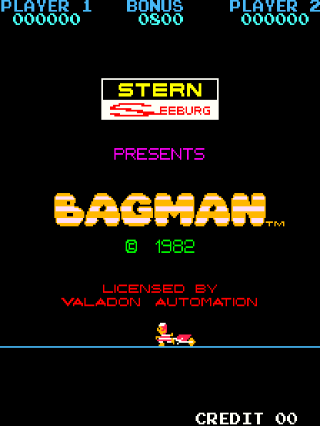 PLAYER 1 BONUS PLAYER 2
000000 0800 000000
STERN
SEEBURG
PRESENTS
BAGMAN™
© 1982
LICENSED BY
VALADON AUTOMATION
CREDIT 00